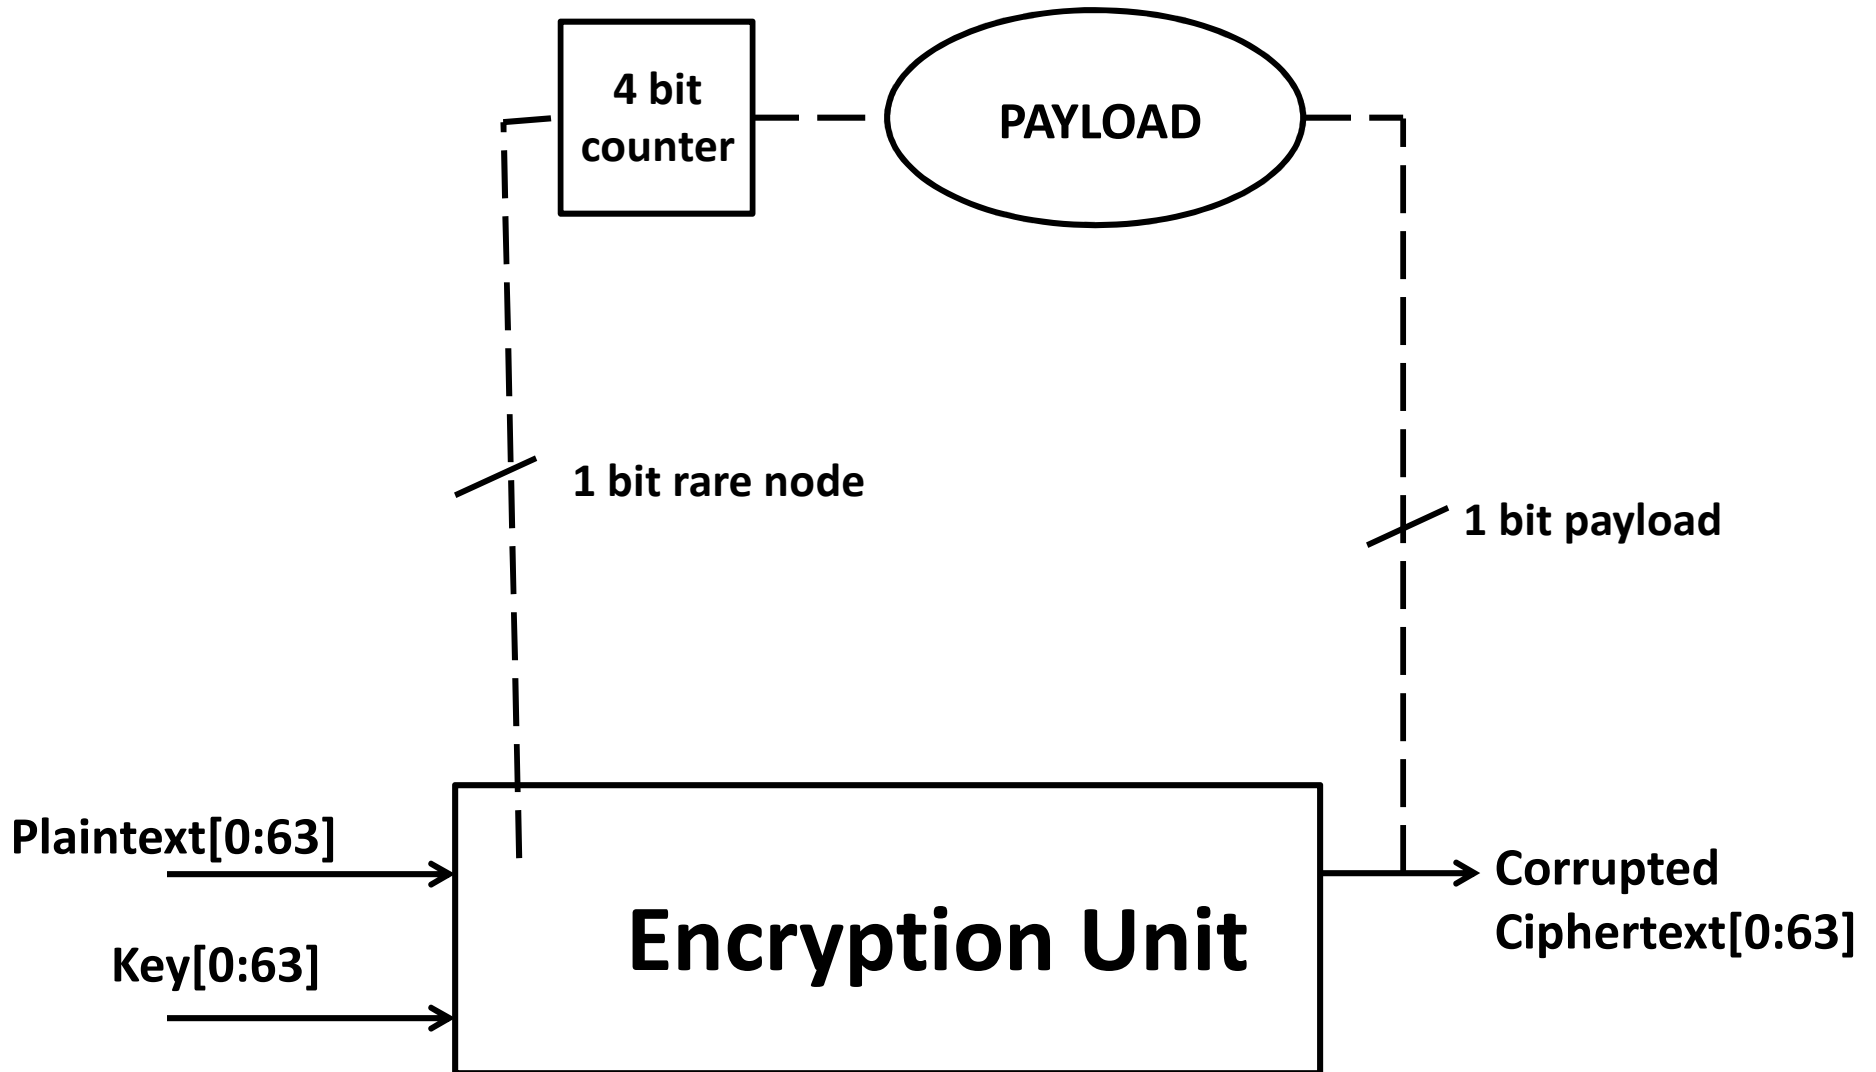 4 bit
counter
PAYLOAD
1 bit rare node
1 bit payload
Plaintext[0:63]
Key[0:63]
Encryption Unit
Corrupted
Ciphertext[0:63]